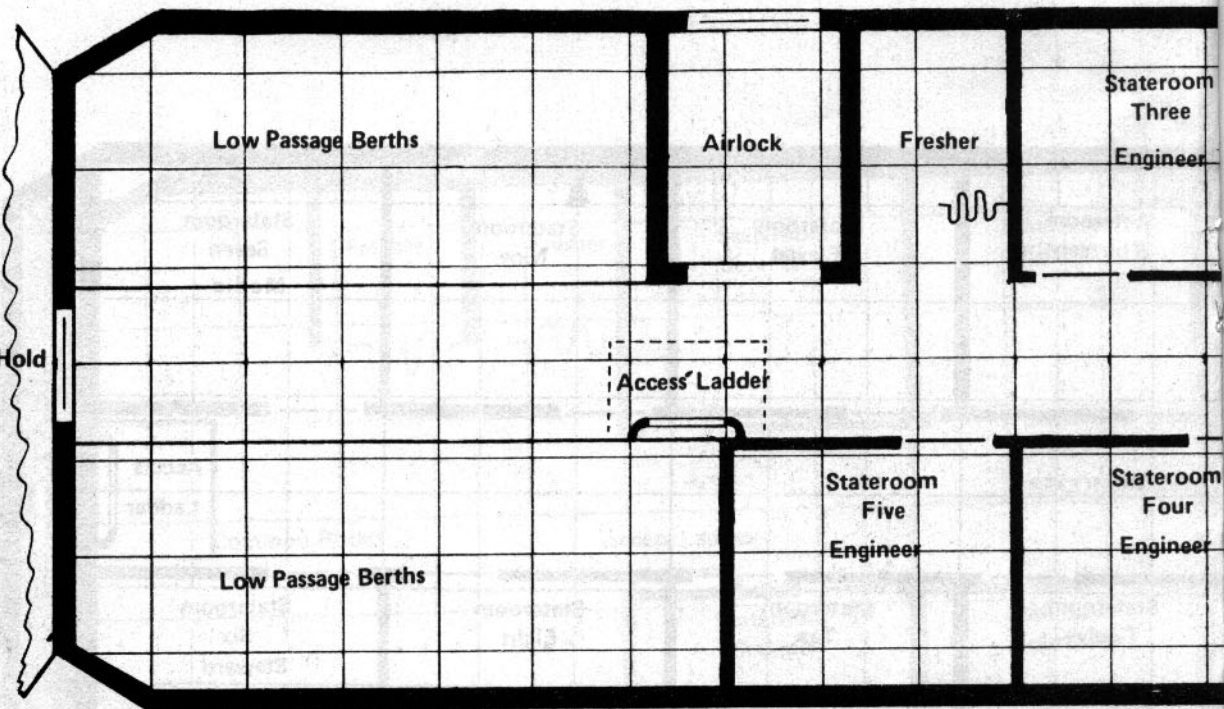 Low Passage Berths
Airlock
Fresher
Stateroom
Three
Engineer
Hold
Access Ladder
Stateroom
Five
Engineer
Stateroom
Four
Engineer
Low Passage Berths